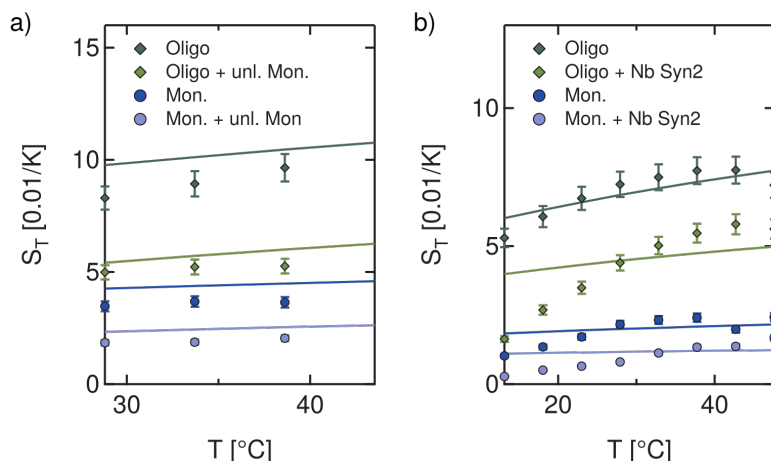 a)
15
10
5
0
30
40
S_T [0.01/K]
T [°C]
Oligo
Oligo + unl. Mon.
Mon.
Mon. + unl. Mon
b)
10
5
0
20
40
S_T [0.01/K]
T [°C]
Oligo
Oligo + Nb Syn2
Mon.
Mon. + Nb Syn2